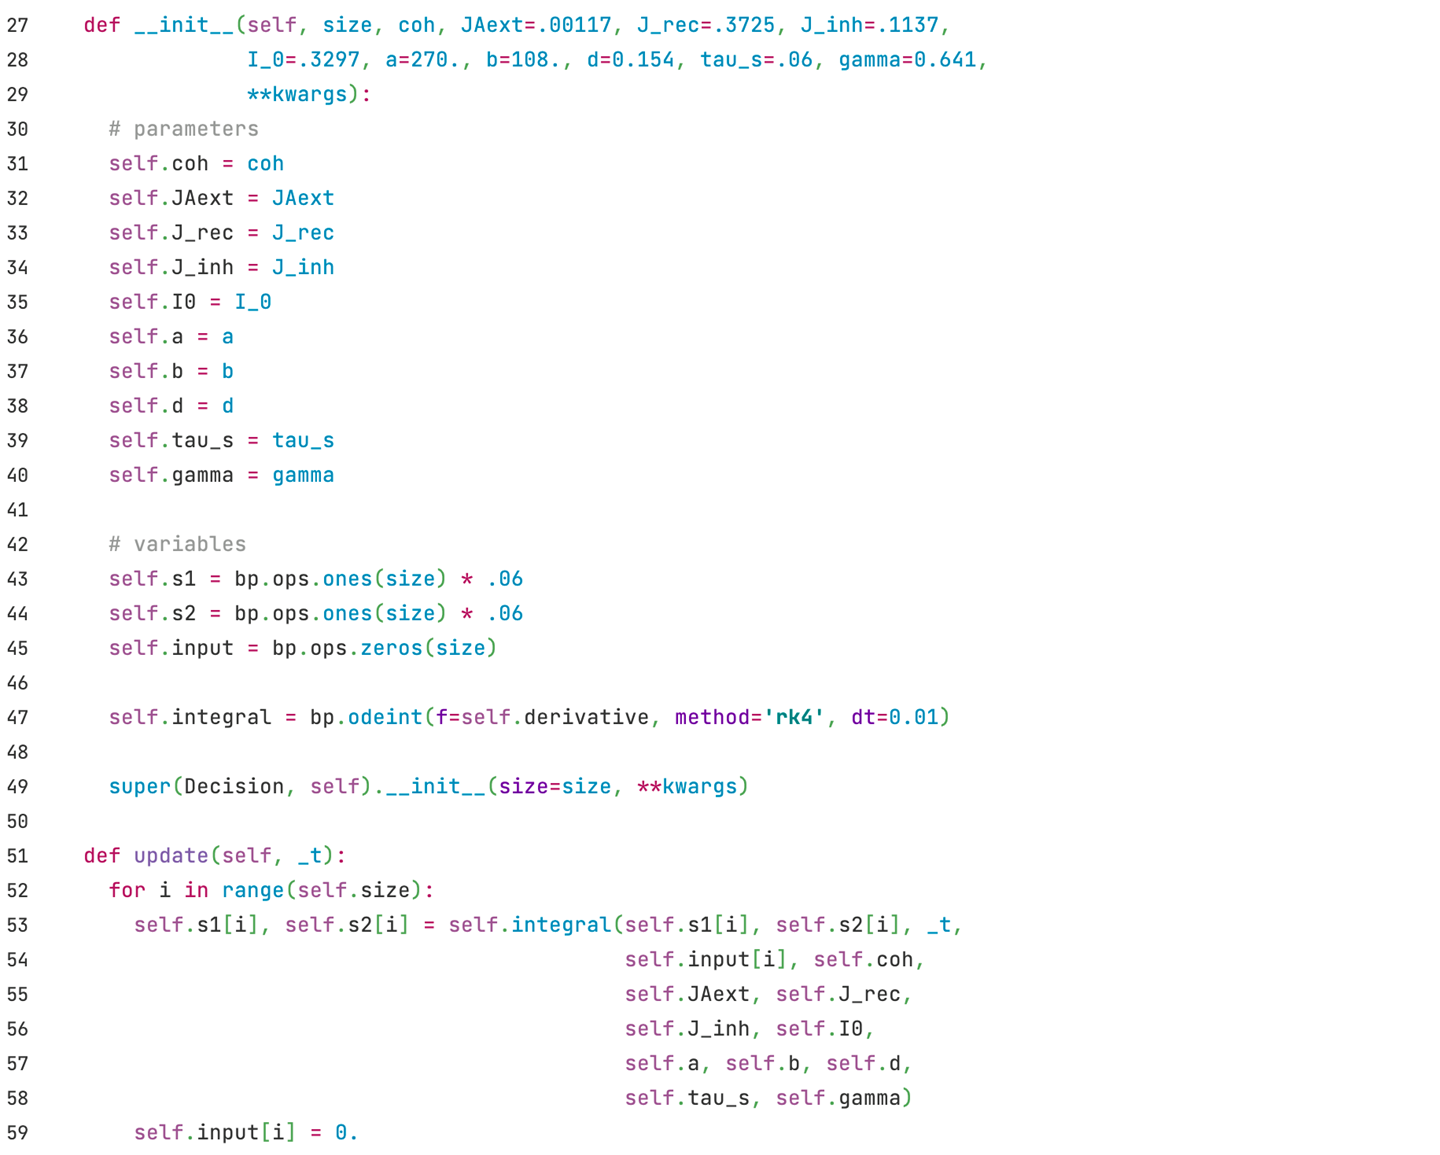 27 def __init__(self, size, coh, JAext=.00117, J_rec=.3725, J_inh=.1137,
28 I_0=.3297, a=270., b=108., d=0.154, tau_s=.06, gamma=0.641,
29 **kwargs):
30 # parameters
31 self.coh = coh
32 self.JAext = JAext
33 self.J_rec = J_rec
34 self.J_inh = J_inh
35 self.I0 = I_0
36 self.a = a
37 self.b = b
38 self.d = d
39 self.tau_s = tau_s
40 self.gamma = gamma
41
42 # variables
43 self.s1 = bp.ops.ones(size) * .06
44 self.s2 = bp.ops.ones(size) * .06
45 self.input = bp.ops.zeros(size)
46
47 self.integral = bp.odeint(f=self.derivative, method='rk4', dt=0.01)
48
49 super(Decision, self).__init__(size=size, **kwargs)
50
51 def update(self, _t):
52 for i in range(self.size):
53 self.s1[i], self.s2[i] = self.integral(self.s1[i], self.s2[i], _t,
54 self.input[i], self.coh,
55 self.JAext, self.J_rec,
56 self.J_inh, self.I0,
57 self.a, self.b, self.d,
58 self.tau_s, self.gamma)
59 self.input[i] = 0.